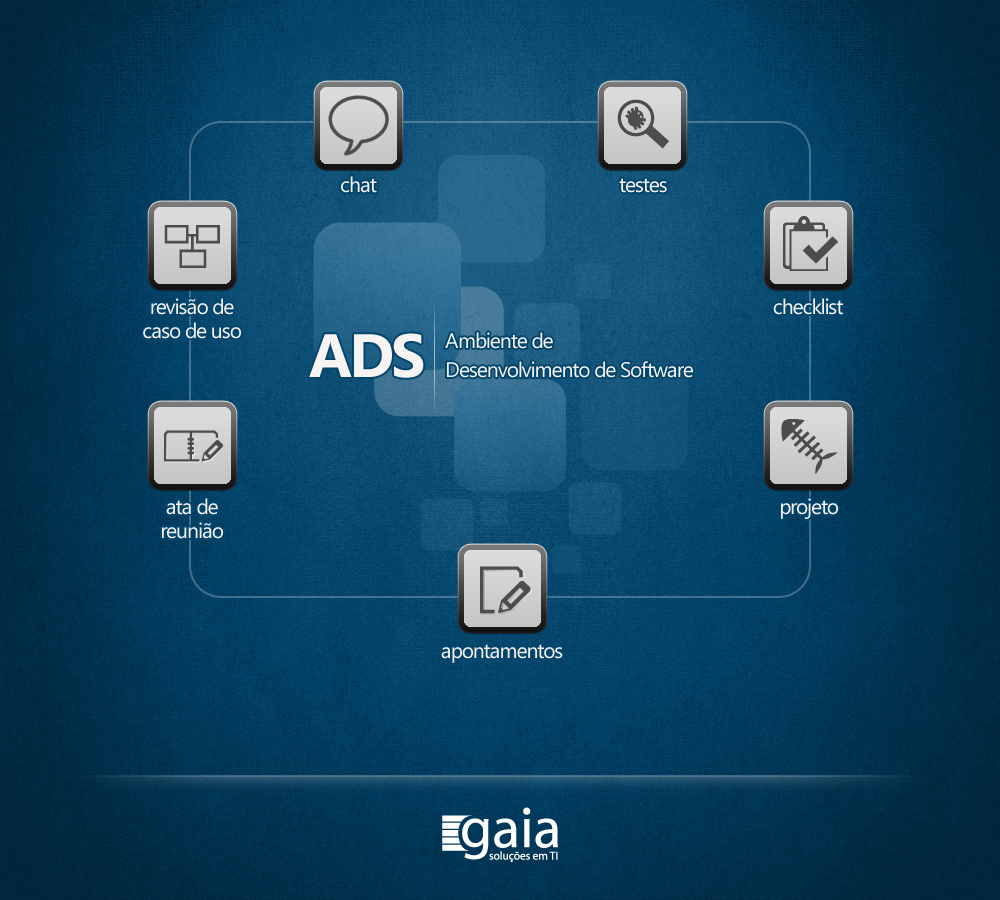 chat
testes
revisão de
caso de uso
checklist
ADS
Ambiente de
Desenvolvimento de Software
ata de
reunião
projeto
apontamentos
gaia
soluções em TI